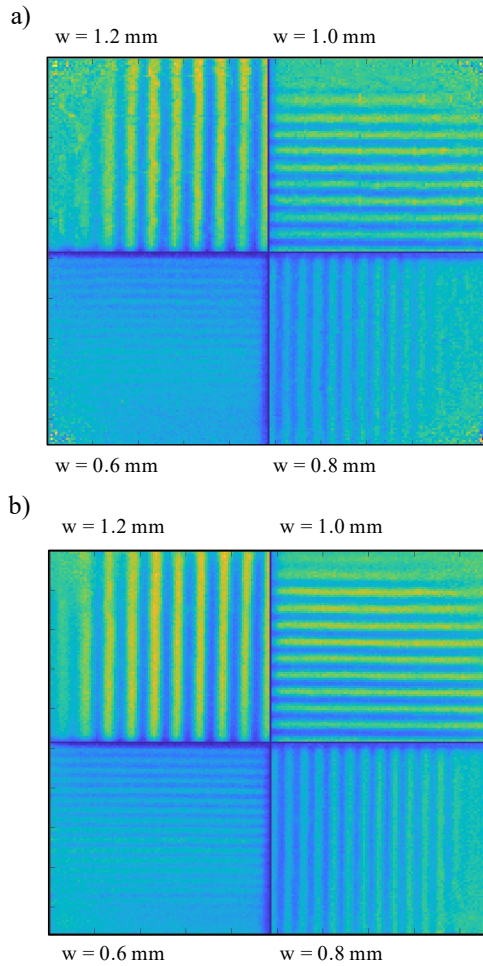 a)
w = 1.2 mm w = 1.0 mm
w = 0.6 mm w = 0.8 mm
b)
w = 1.2 mm w = 1.0 mm
w = 0.6 mm w = 0.8 mm